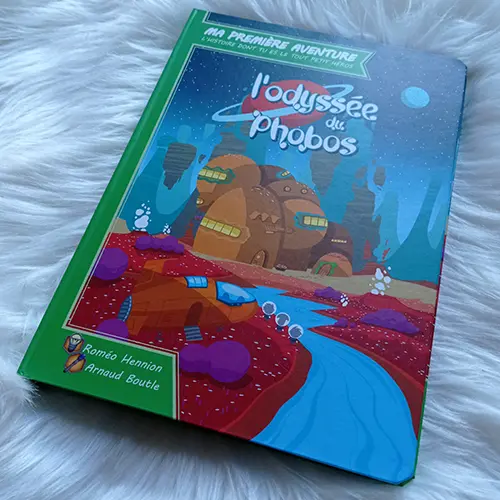 MA PREMIÈRE AVENTURE
L'HISTOIRE DONT TU ES LE TOUT PETIT HÉROS
l'odyssée
du
phobos
Roméo Hennion
Arnaud Boutle